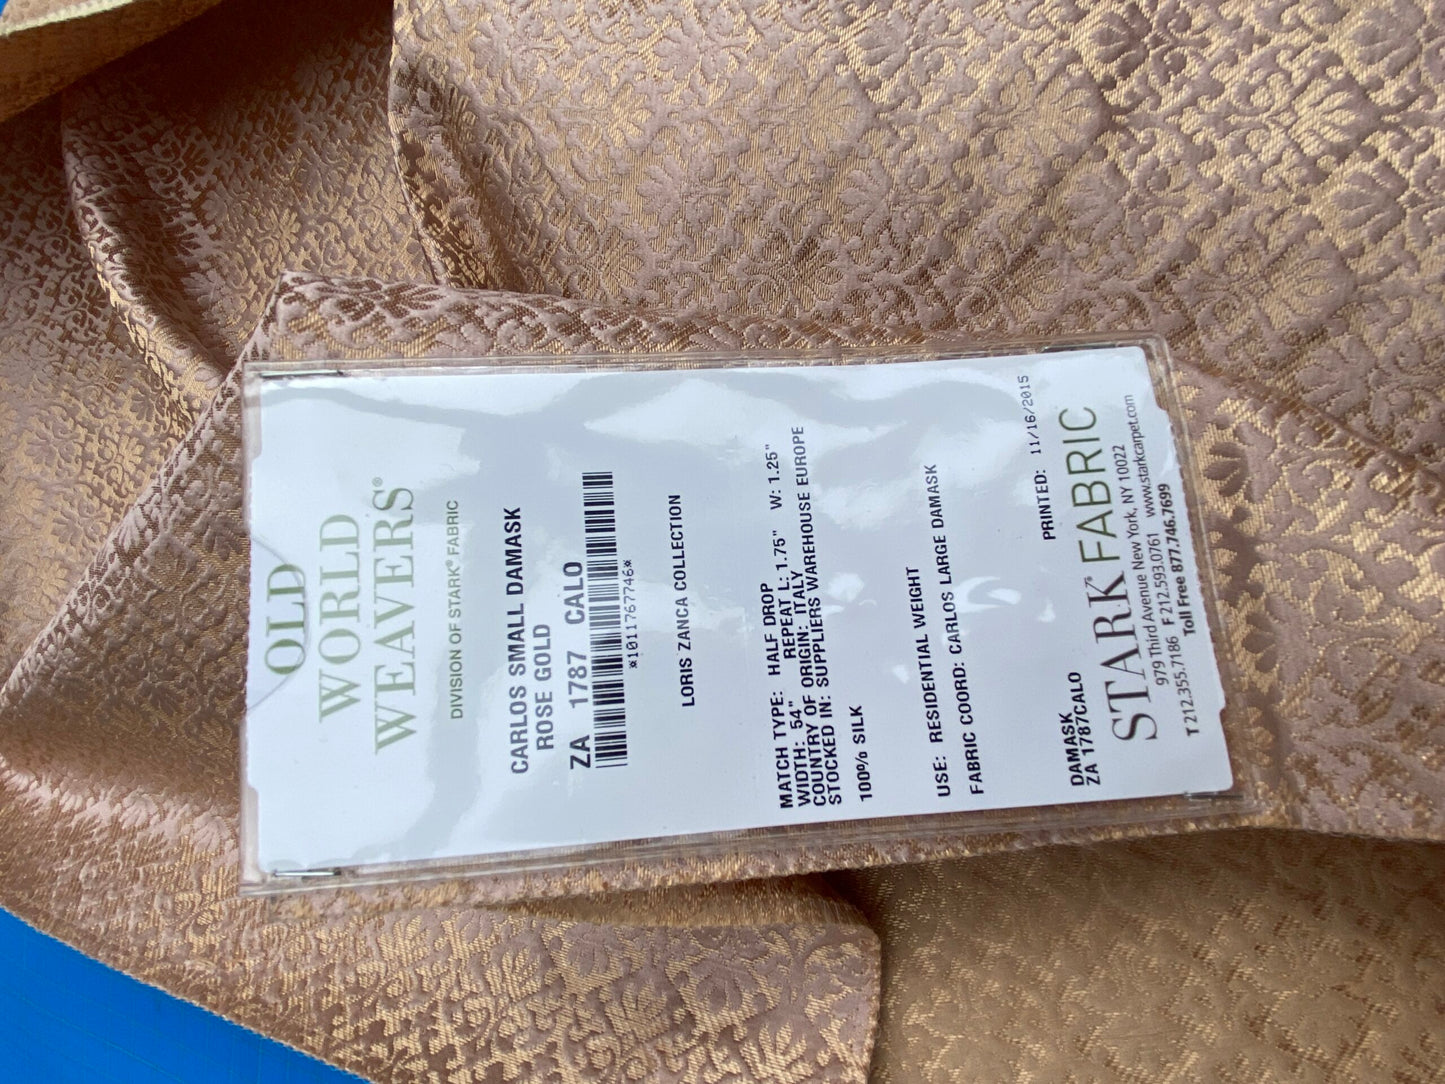 OLD
WORLD
WEAVERS®
DIVISION OF STARK® FABRIC
CARLOS SMALL DAMASK
ROSE GOLD
ZA 1787 CALO
*1011767746*
LORIS ZANCA COLLECTION
MATCH TYPE: HALF DROP
WIDTH: 54" REPEAT L: 1.75" W: 1.25"
COUNTRY OF ORIGIN: ITALY
STOCKED IN: SUPPLIERS WAREHOUSE EUROPE
100% SILK
USE: RESIDENTIAL WEIGHT
FABRIC COORD: CARLOS LARGE DAMASK
PRINTED: 11/16/2015
DAMASK
ZA 1787CALO
STARK® FABRIC
979 Third Avenue New York, NY 10022
T 212.355.7186 F 212.593.0761 www.starkcarpet.com
Toll Free 877.746.7699